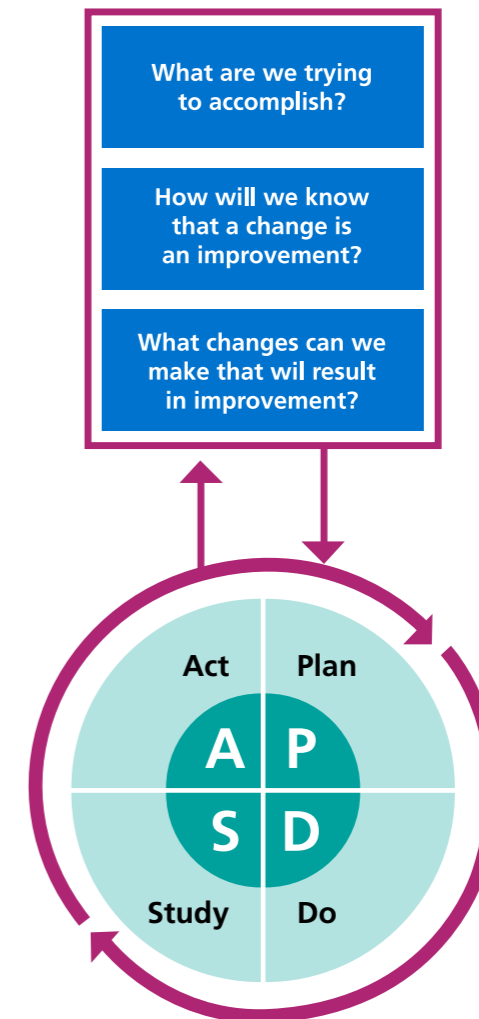 What are we trying
to accomplish?
How will we know
that a change is
an improvement?
What changes can we
make that wil result
in improvement?
Act
Plan
A
P
S
D
Study
Do